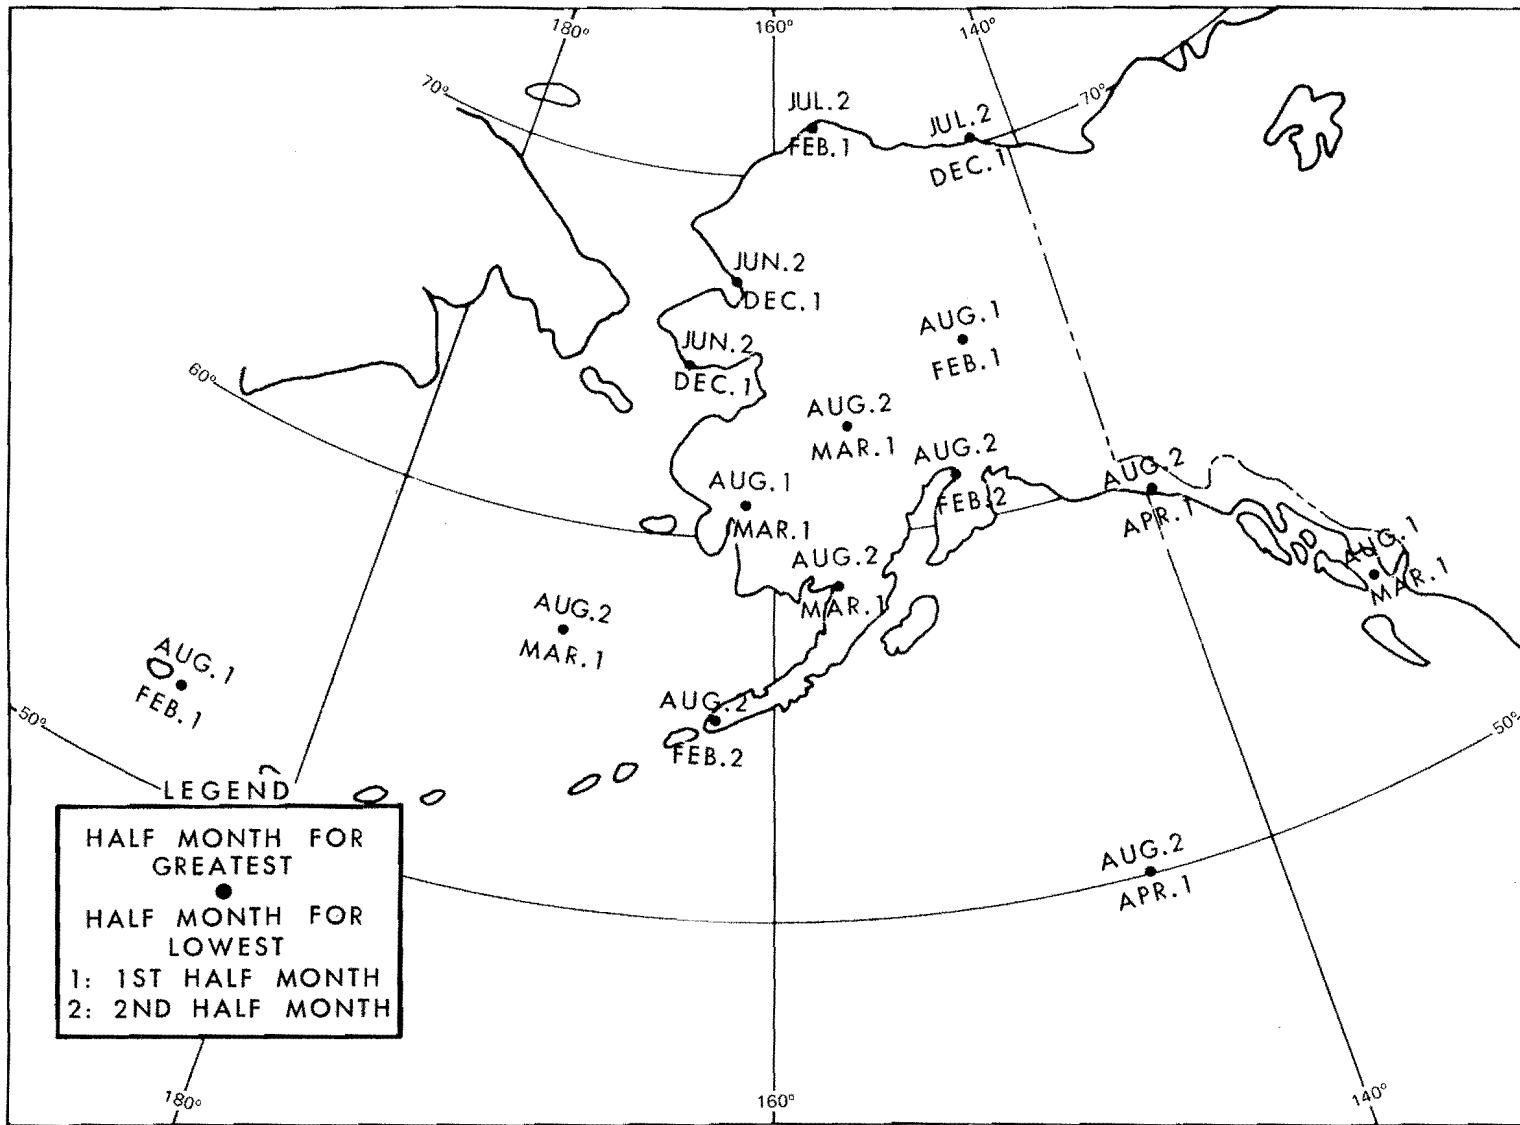 180°
160°
140°
70°
70°
JUL.2
FEB.1
JUL.2
DEC.1
JUN.2
DEC.1
AUG.1
FEB.1
JUN.2
DEC.1
60°
AUG.2
MAR.1
AUG.2
FEB.2
AUG.2
APR.1
AUG.1
MAR.1
AUG.1
MAR.1
AUG.2
MAR.1
AUG.2
MAR.1
AUG.1
FEB.1
AUG.2
FEB.2
50°
50°
AUG.2
APR.1
LEGEND
HALF MONTH FOR
GREATEST
HALF MONTH FOR
LOWEST
1: 1ST HALF MONTH
2: 2ND HALF MONTH
180°
160°
140°